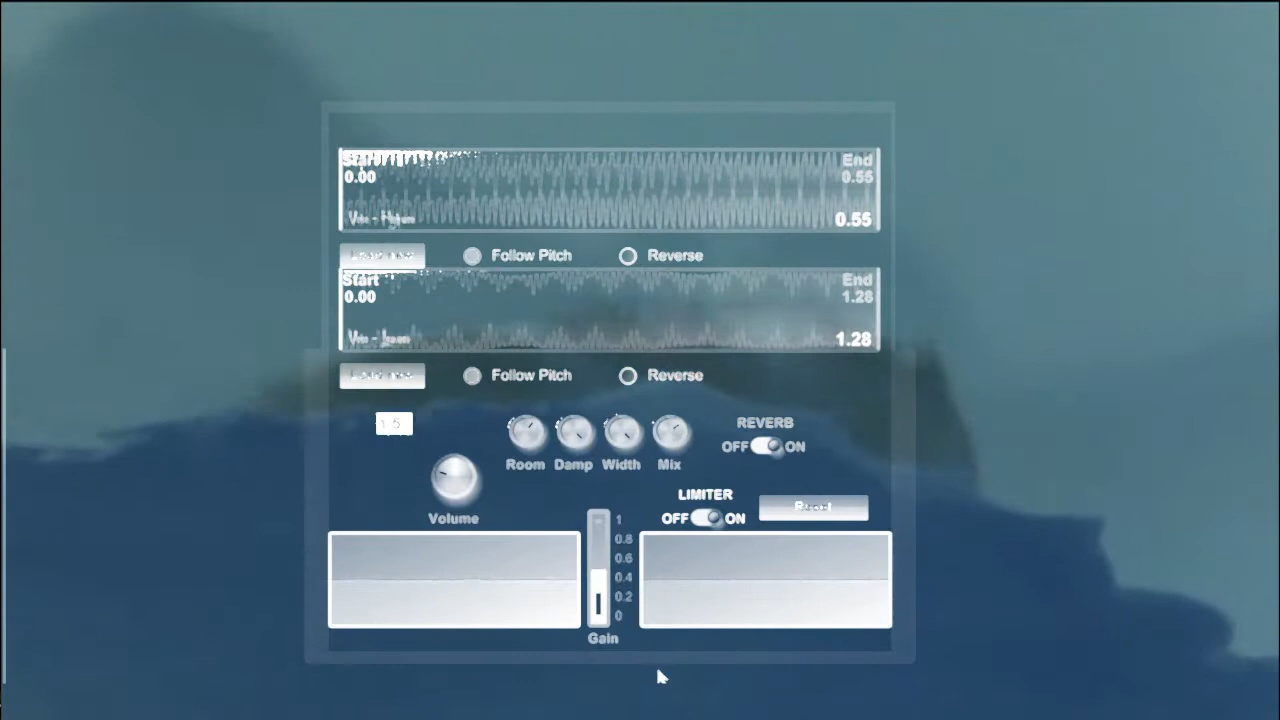 Start End
0.00 0.55
0.55
Follow Pitch Reverse
Start End
0.00 1.28
1.28
Follow Pitch Reverse
REVERB
OFF ON
Room Damp Width Mix
LIMITER
Reset
Volume OFF ON
1
0.8
0.6
0.4
0.2
0
Gain